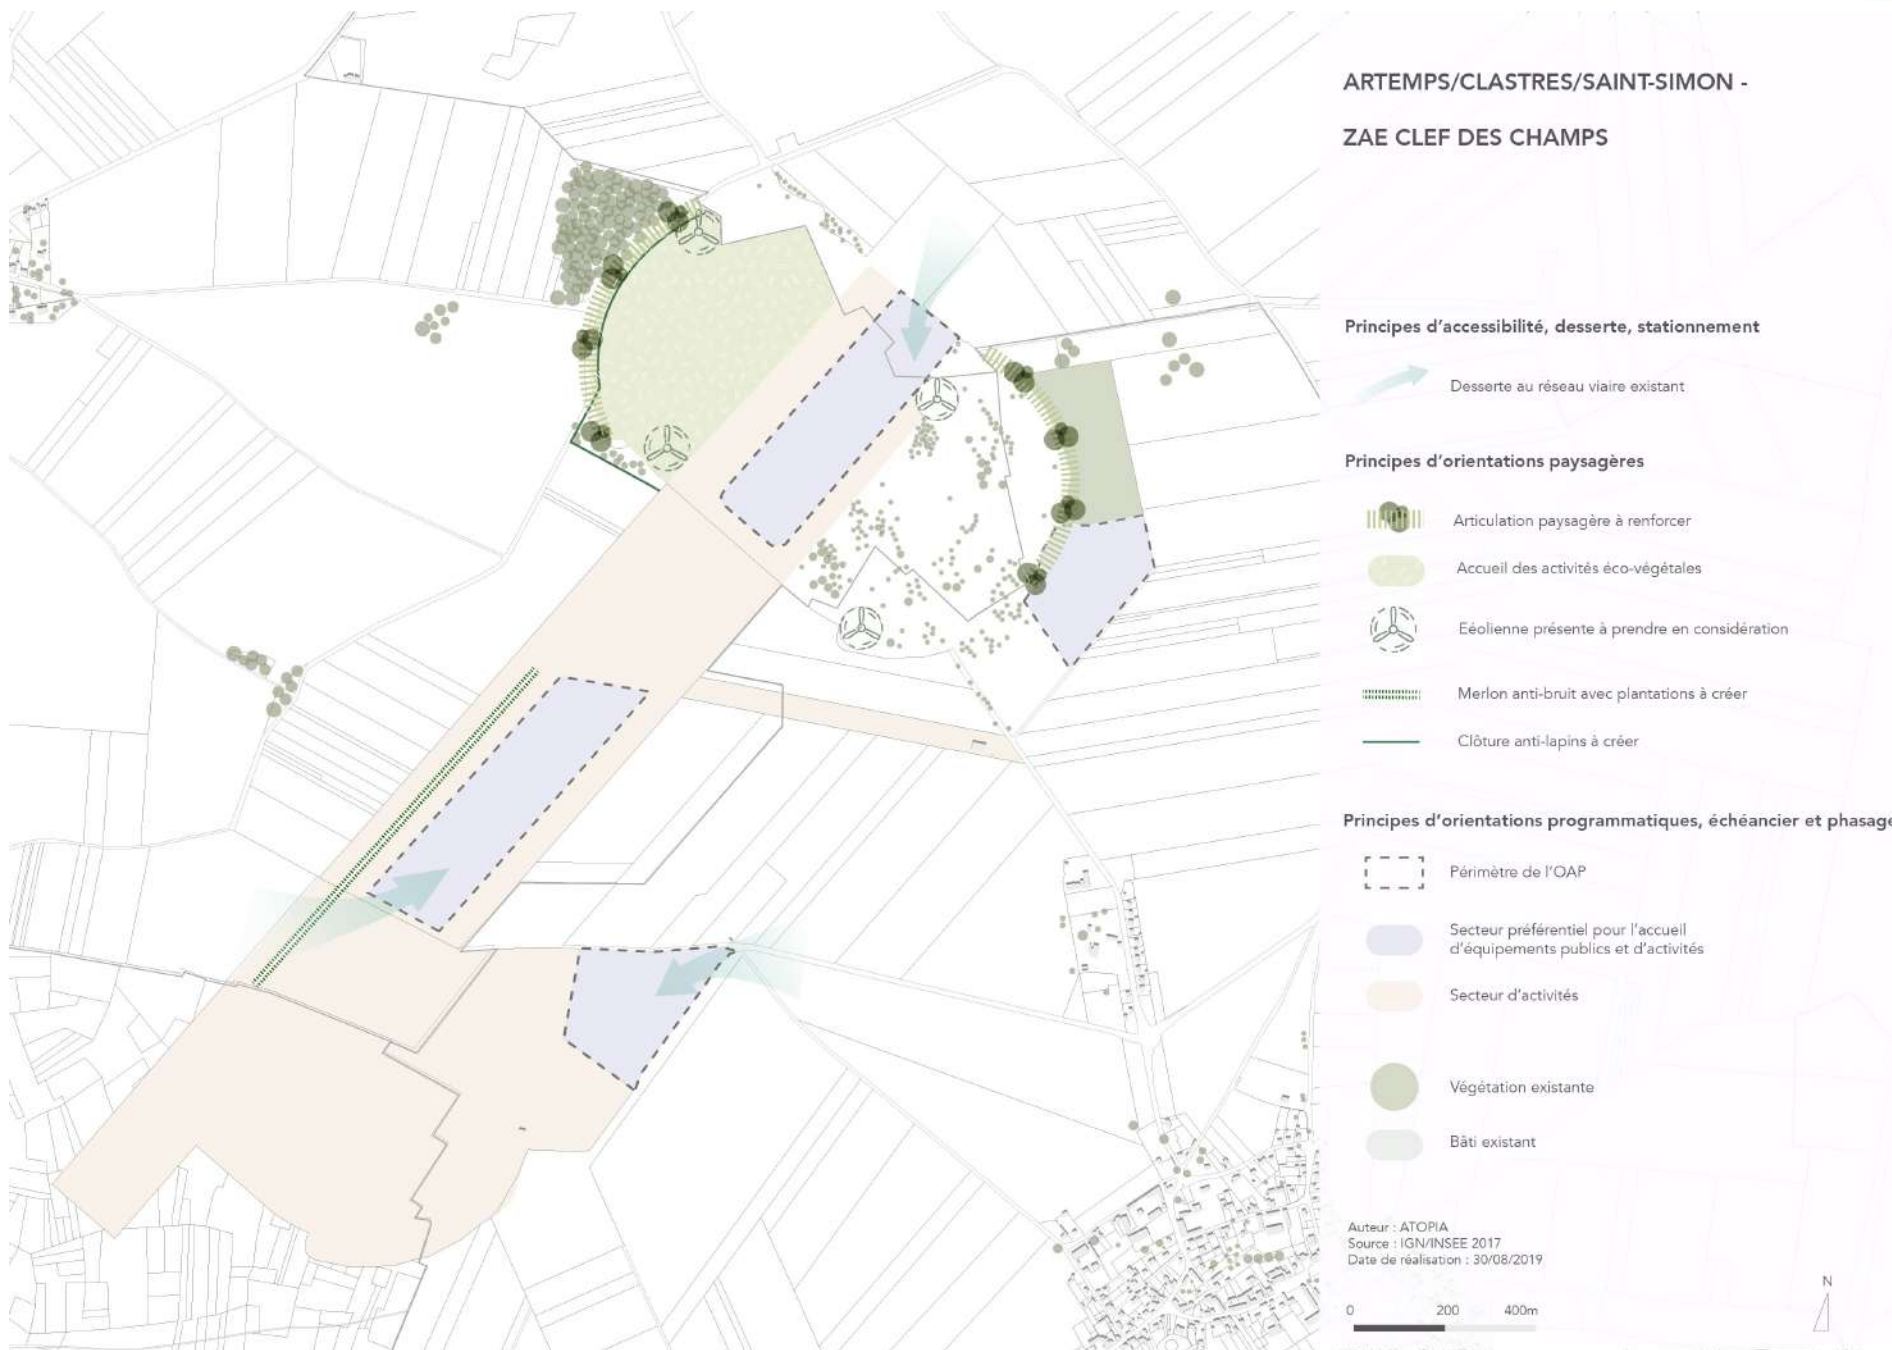 ARTEMPS/CLASTRES/SAINT-SIMON -
ZAE CLEF DES CHAMPS
Principes d'accessibilité, desserte, stationnement
Desserte au réseau viaire existant
Principes d'orientations paysagères
Articulation paysagère à renforcer
Accueil des activités éco-végétales
Eéolienne présente à prendre en considération
Merlon anti-bruit avec plantations à créer
Clôture anti-lapins à créer
Principes d'orientations programmatiques, échéancier et phasage
Périmètre de l'OAP
Secteur préférentiel pour l'accueil
d'équipements publics et d'activités
Secteur d'activités
Végétation existante
Bâti existant
Auteur : ATOPIA
Source : IGN/INSEE 2017
Date de réalisation : 30/08/2019
N
0 200 400m